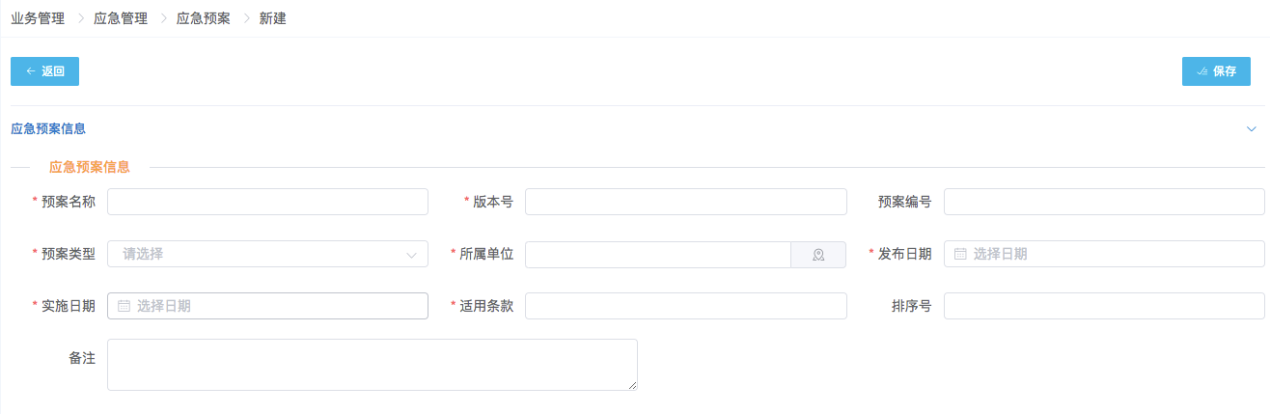 业务管理 > 应急管理 > 应急预案 > 新建
← 返回 保存
应急预案信息
应急预案信息
* 预案名称 * 版本号 预案编号
* 预案类型 请选择 * 所属单位 * 发布日期 选择日期
* 实施日期 选择日期 * 适用条款 排序号
备注